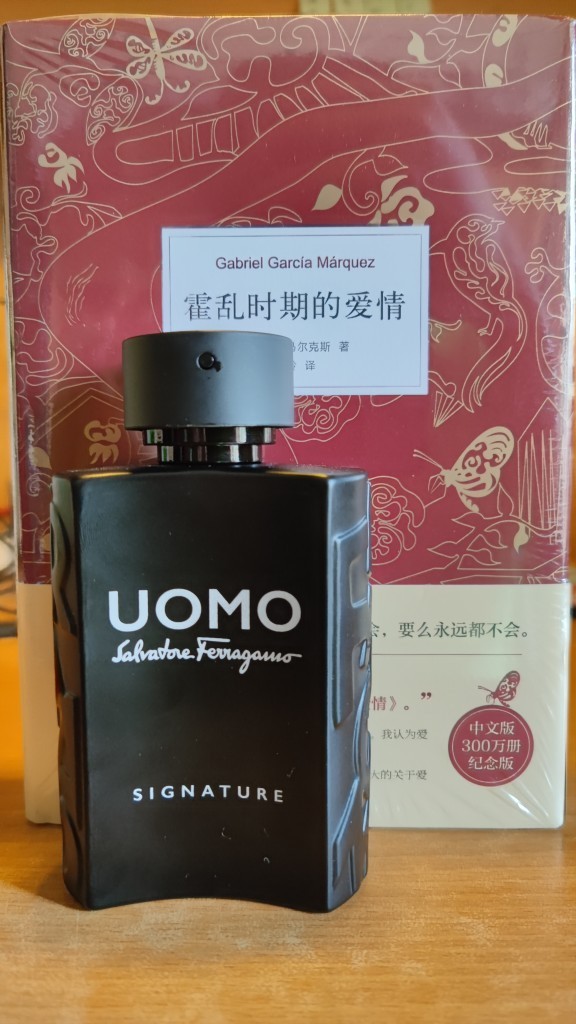 Gabriel García Márquez
霍乱时期的爱情
尔克斯 著
译
UOMO
Salvatore Ferragamo
SIGNATURE
会，要么永远都不会。
情》。”
我认为爱
大的关于爱
中文版
300万册
纪念版